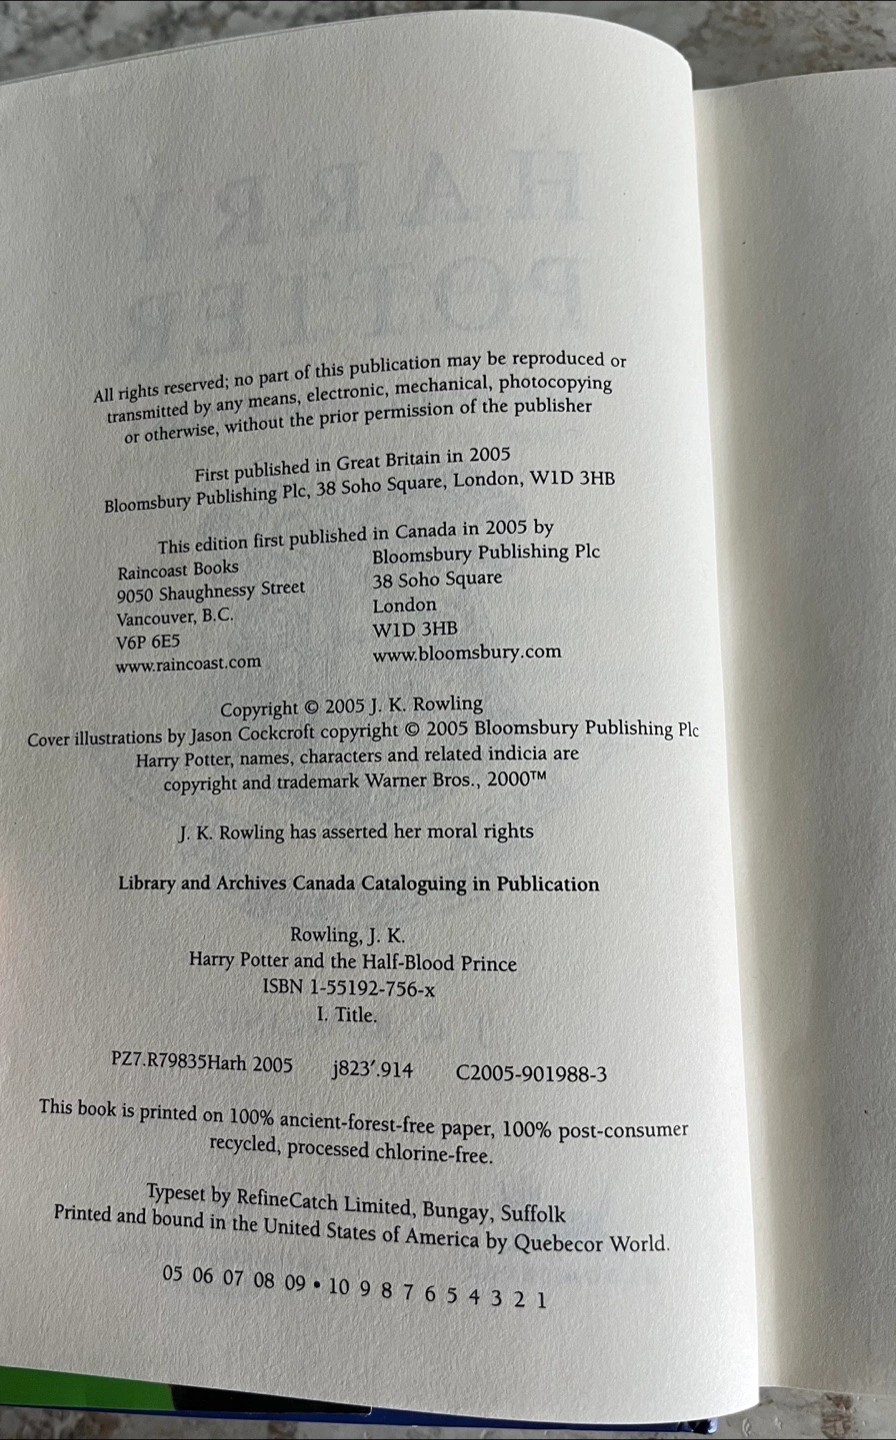 HARRY
POTTER
All rights reserved; no part of this publication may be reproduced or
transmitted by any means, electronic, mechanical, photocopying
or otherwise, without the prior permission of the publisher
First published in Great Britain in 2005
Bloomsbury Publishing Plc, 38 Soho Square, London, W1D 3HB
This edition first published in Canada in 2005 by
Raincoast Books
9050 Shaughnessy Street
Vancouver, B.C.
V6P 6E5
www.raincoast.com
Bloomsbury Publishing Plc
38 Soho Square
London
W1D 3HB
www.bloomsbury.com
Copyright © 2005 J. K. Rowling
Cover illustrations by Jason Cockcroft copyright © 2005 Bloomsbury Publishing Plc
Harry Potter, names, characters and related indicia are
copyright and trademark Warner Bros., 2000™
J. K. Rowling has asserted her moral rights
Library and Archives Canada Cataloguing in Publication
Rowling, J. K.
Harry Potter and the Half-Blood Prince
ISBN 1-55192-756-x
I. Title.
PZ7.R79835Harh 2005 j823′.914 C2005-901988-3
This book is printed on 100% ancient-forest-free paper, 100% post-consumer
recycled, processed chlorine-free.
Typeset by RefineCatch Limited, Bungay, Suffolk
Printed and bound in the United States of America by Quebecor World.
05 06 07 08 09 • 10 9 8 7 6 5 4 3 2 1